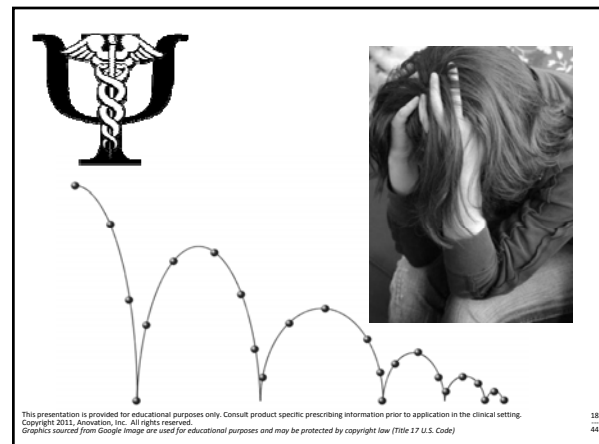 Ψ
This presentation is provided for educational purposes only. Consult product specific prescribing information prior to application in the clinical setting.
Copyright 2011, Anovation, Inc. All rights reserved.
Graphics sourced from Google Image are used for educational purposes and may be protected by copyright law (Title 17 U.S. Code)
18
44